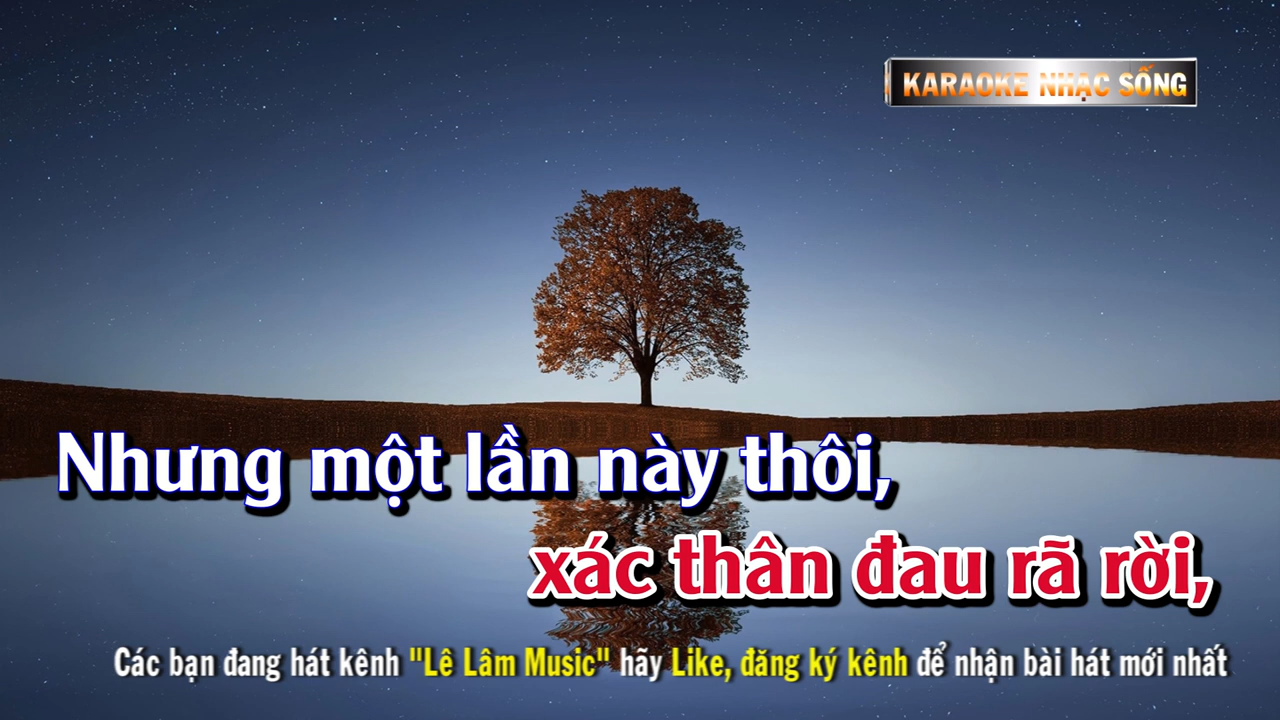 KARAOKE NHẠC SỐNG
Nhưng một lần này thôi,
xác thân đau rã rời,
Các bạn đang hát kênh "Lê Lâm Music" hãy Like, đăng ký kênh để nhận bài hát mới nhất